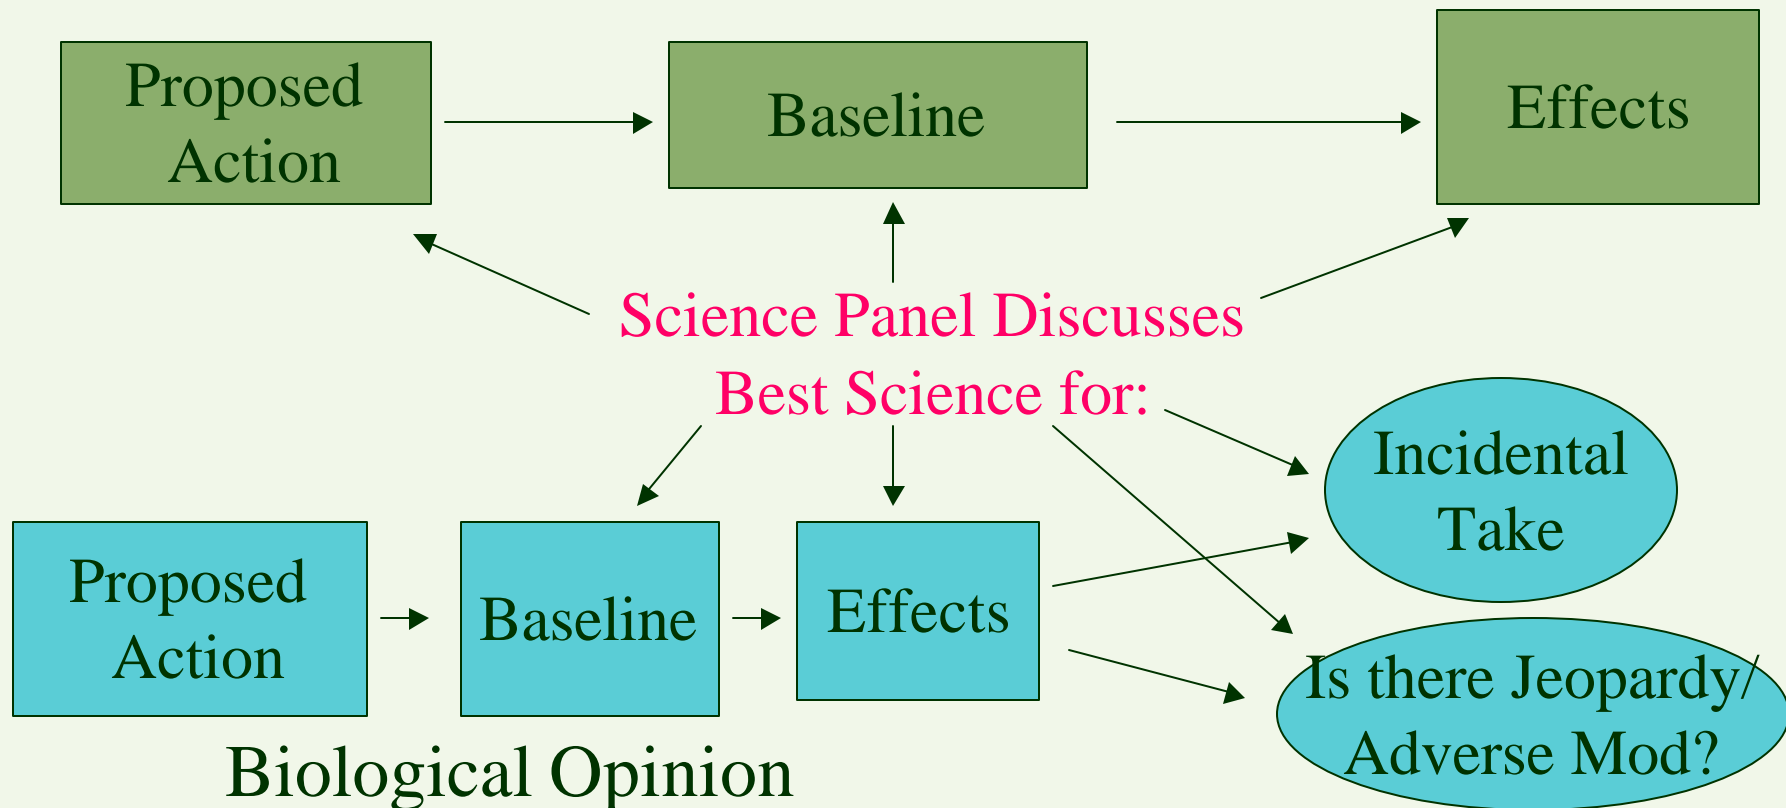 Proposed
Action
Baseline
Effects
Science Panel Discusses
Best Science for:
Incidental
Take
Proposed
Action
Baseline
Effects
Is there Jeopardy/
Adverse Mod?
Biological Opinion